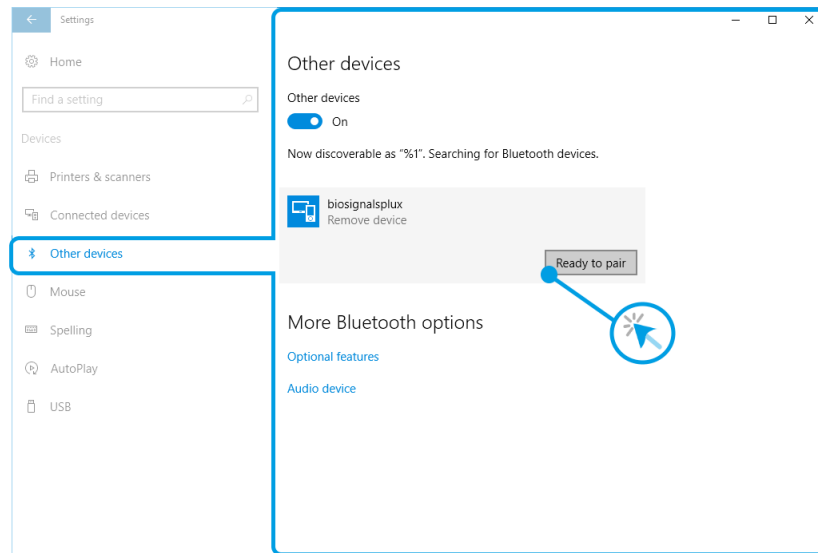 Settings
Home
Find a setting
Devices
Printers & scanners
Connected devices
Other devices
Mouse
Spelling
AutoPlay
USB
Other devices
Other devices
On
Now discoverable as “%1”. Searching for Bluetooth devices.
biosignalsplux
Remove device
Ready to pair
More Bluetooth options
Optional features
Audio device